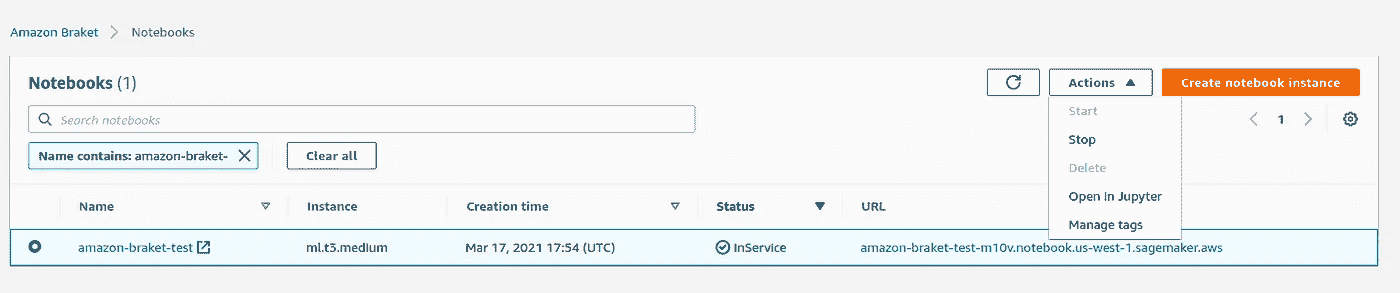 Amazon Braket > Notebooks
Notebooks (1)
Actions
Create notebook instance
Search notebooks
Start
1
Stop
Name contains: amazon-braket-
Clear all
Delete
Open in Jupyter
Manage tags
Name Instance Creation time Status URL
amazon-braket-test ml.t3.medium Mar 17, 2021 17:54 (UTC) InService amazon-braket-test-m10v.notebook.us-west-1.sagemaker.aws